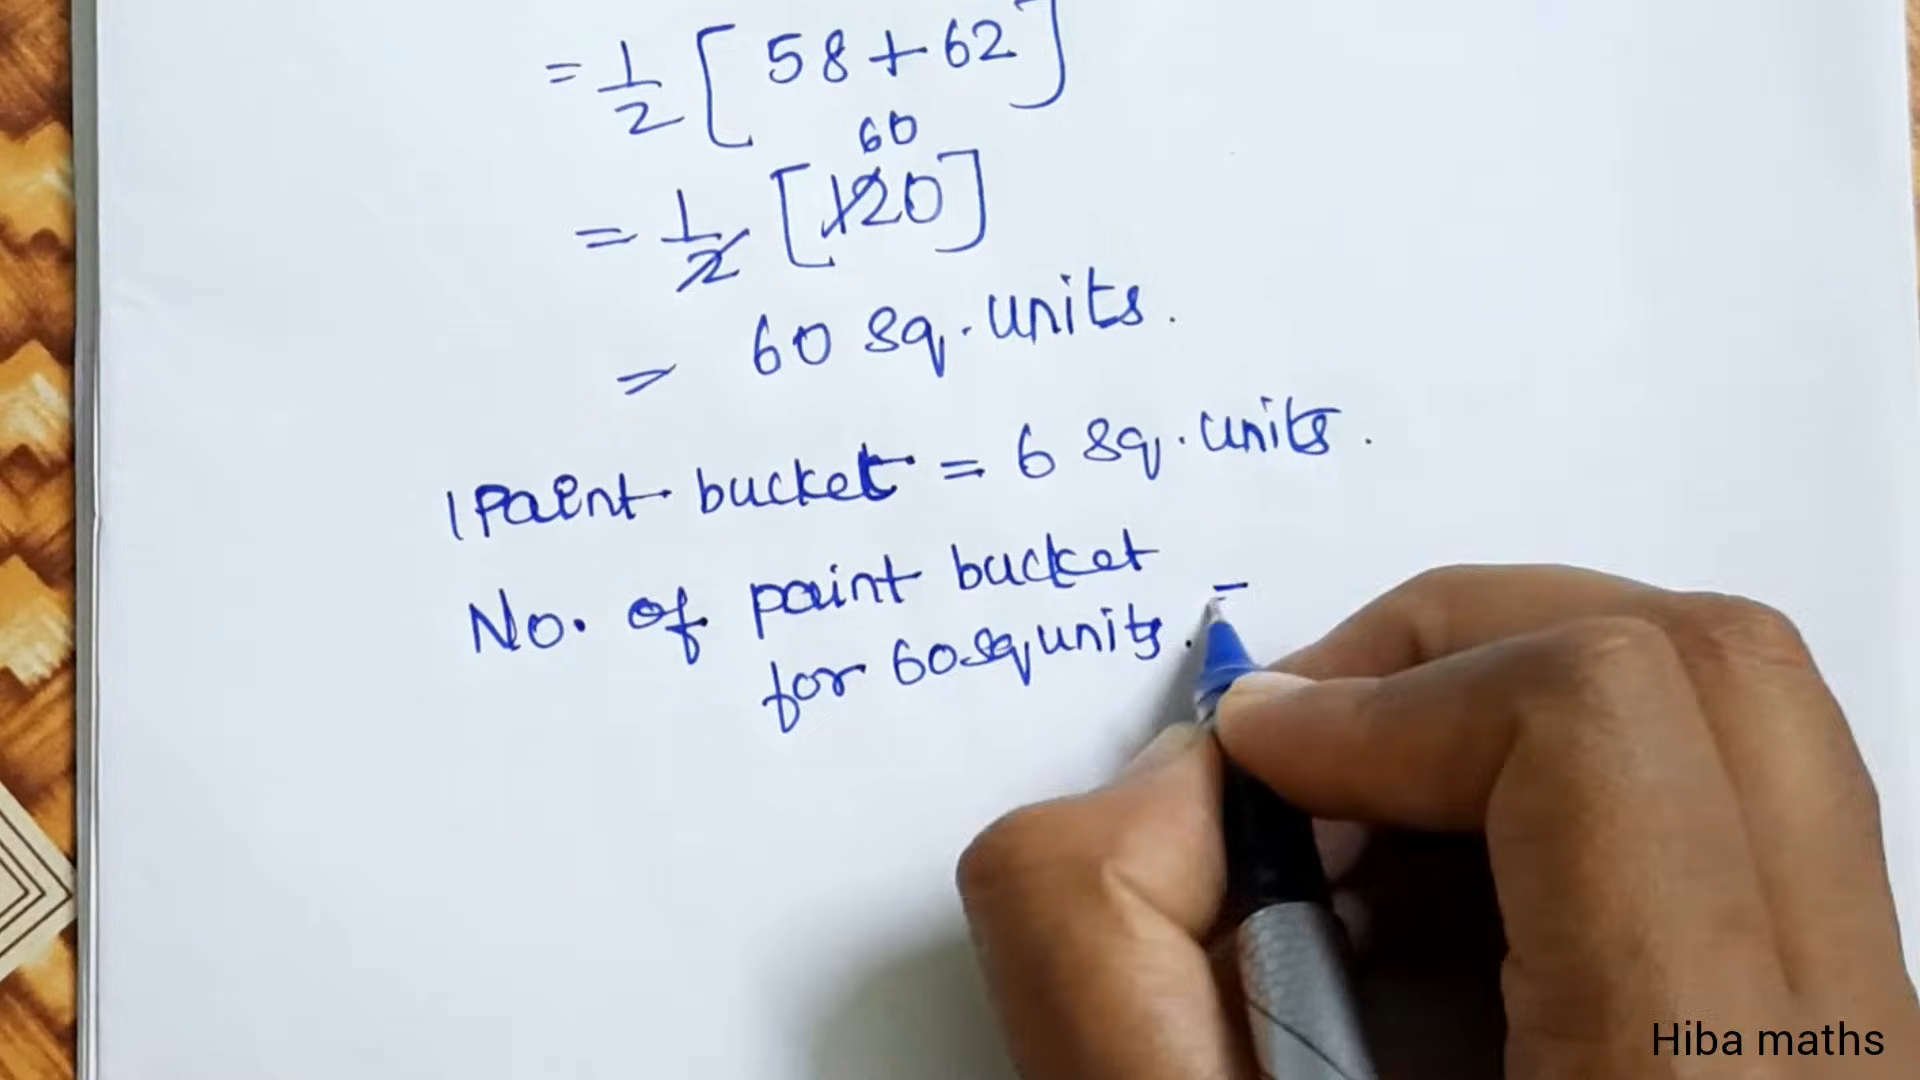 = 1/2 [ 58 + 62 ]
60
= 1/2 [120]
= 60 sq. units.
1 Paint bucket = 6 sq. units.
No. of paint bucket
for 60 sq units. =
Hiba maths